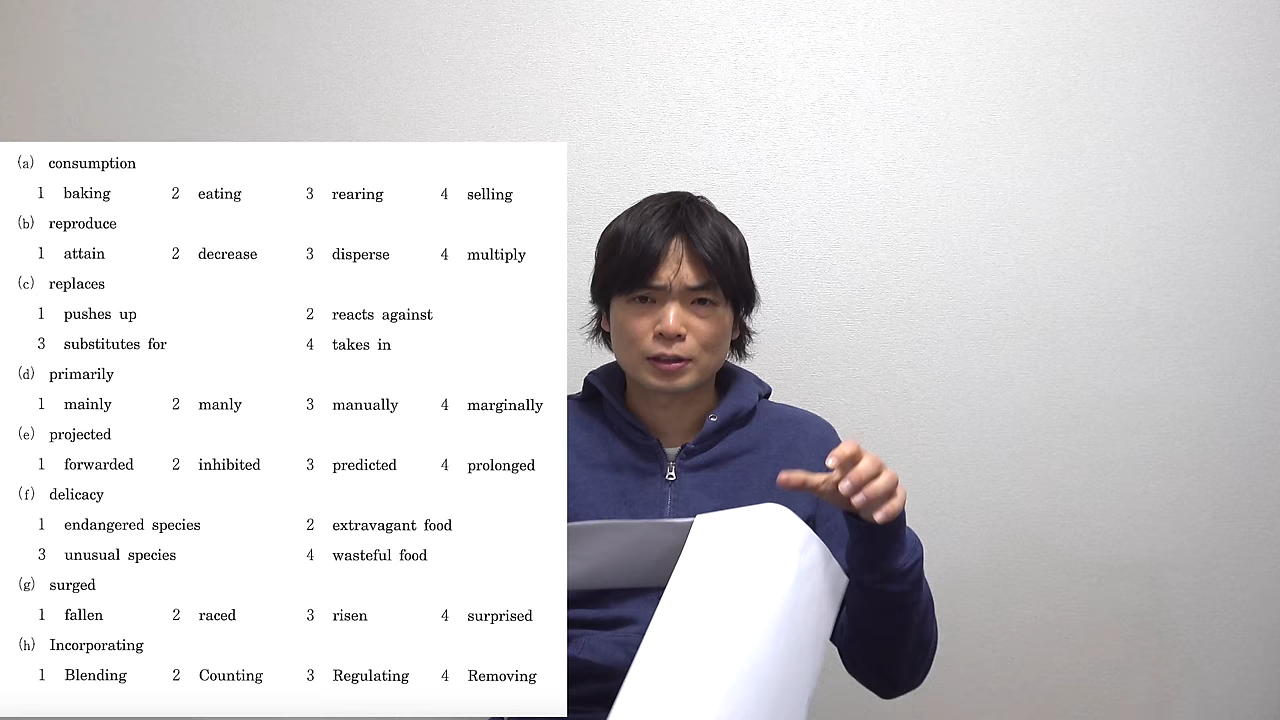 (a) consumption
1 baking 2 eating 3 rearing 4 selling
(b) reproduce
1 attain 2 decrease 3 disperse 4 multiply
(c) replaces
1 pushes up 2 reacts against
3 substitutes for 4 takes in
(d) primarily
1 mainly 2 manly 3 manually 4 marginally
(e) projected
1 forwarded 2 inhibited 3 predicted 4 prolonged
(f) delicacy
1 endangered species 2 extravagant food
3 unusual species 4 wasteful food
(g) surged
1 fallen 2 raced 3 risen 4 surprised
(h) Incorporating
1 Blending 2 Counting 3 Regulating 4 Removing